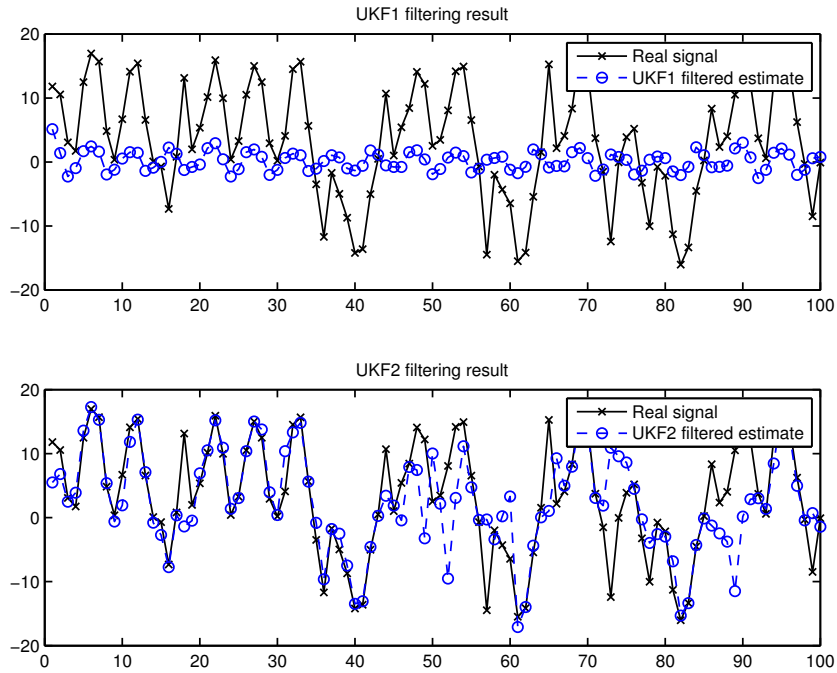 UKF1 filtering result
20
10
0
−10
−20
Real signal
UKF1 filtered estimate
0 10 20 30 40 50 60 70 80 90 100
UKF2 filtering result
20
10
0
−10
−20
Real signal
UKF2 filtered estimate
0 10 20 30 40 50 60 70 80 90 100